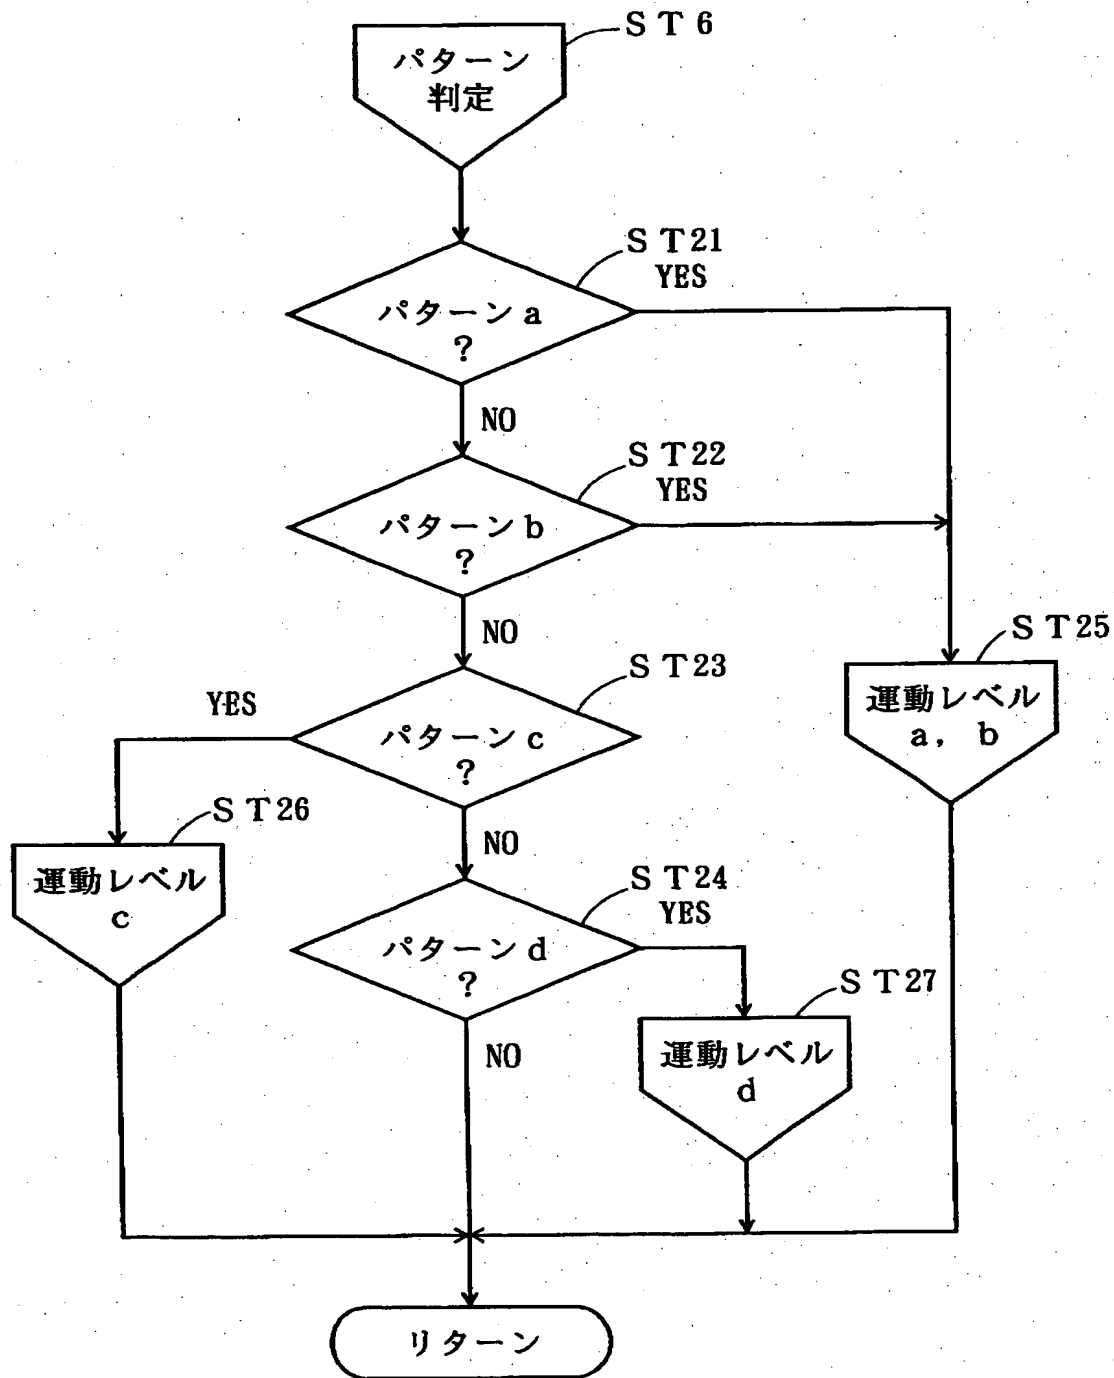 ST6
パターン
判定
ST21
YES
パターンa
?
NO
ST22
YES
パターンb
?
NO
ST25
運動レベル
a, b
ST23
YES
パターンc
?
NO
ST26
運動レベル
c
ST24
YES
パターンd
?
NO
ST27
運動レベル
d
リターン